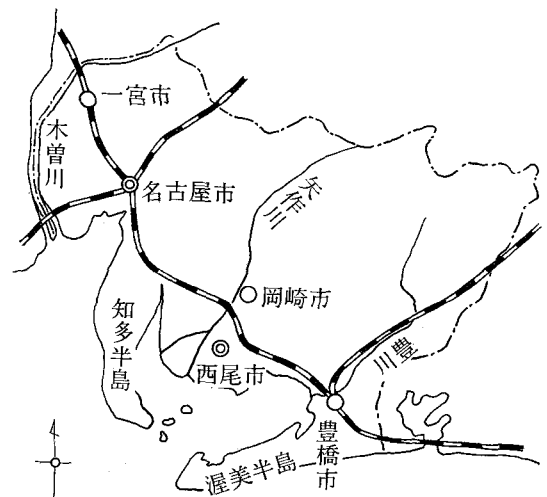 一宮市
木曽川
名古屋市
矢作川
岡崎市
知多半島
西尾市
豊川
豊橋市
渥美半島